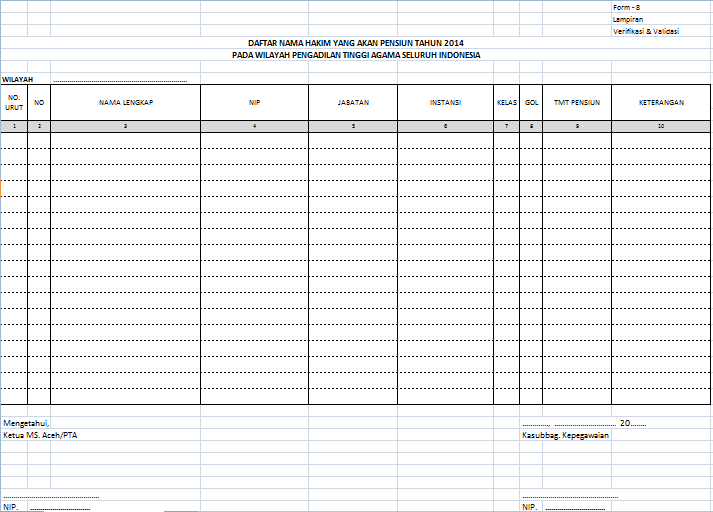 Form - 8
Lampiran
Verifikasi & Validasi
DAFTAR NAMA HAKIM YANG AKAN PENSIUN TAHUN 2014
PADA WILAYAH PENGADILAN TINGGI AGAMA SELURUH INDONESIA
WILAYAH ................................................................
NO. URUT NO NAMA LENGKAP NIP JABATAN INSTANSI KELAS GOL TMT PENSIUN KETERANGAN
1 2 3 4 5 6 7 8 9 10
Mengetahui, ............., ............................... 20........
Ketua MS. Aceh/PTA Kasubbag. Kepegawaian
................................................ ................................................
NIP. .............................. NIP. ..............................